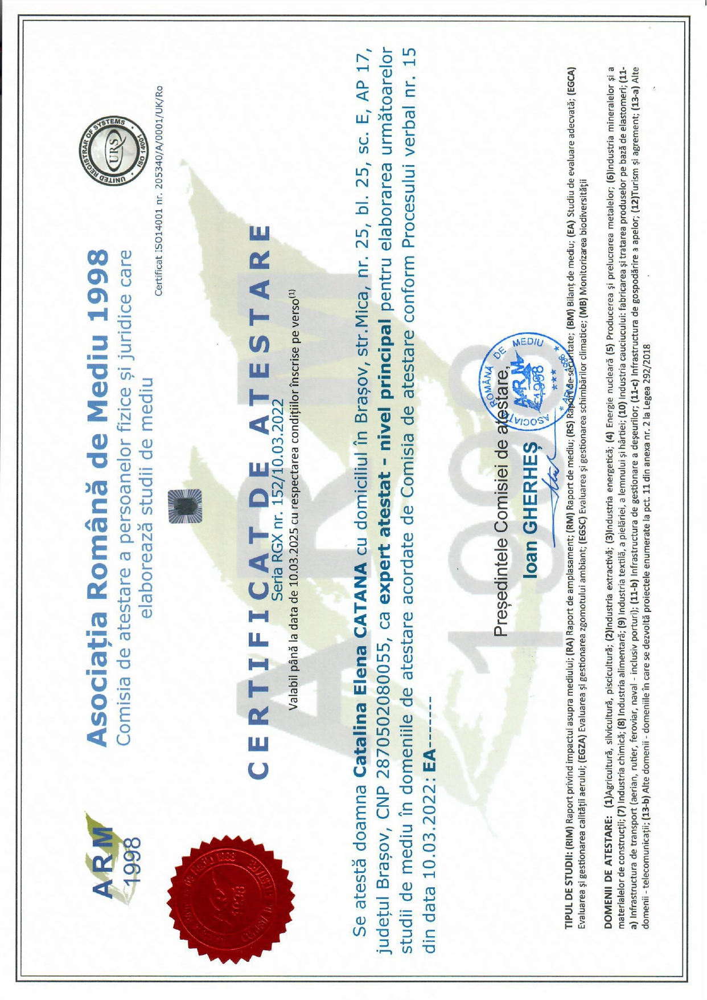 ARM
1998
Asociația Română de Mediu 1998
Comisia de atestare a persoanelor fizice și juridice care
elaborează studii de mediu
UNITED REGISTRAR OF SYSTEMS
URS
ISO 14001
Certificat ISO14001 nr. 205340/A/0001/UK/Ro
CERTIFICAT DE ATESTARE
Seria RGX nr. 152/10.03.2022
Valabil până la data de 10.03.2025 cu respectarea condițiilor înscrise pe verso(1)
Se atestă doamna Catalina Elena CATANA cu domiciliul în Brașov, str.Mica, nr. 25, bl. 25, sc. E, AP 17,
județul Brașov, CNP 2870502080055, ca expert atestat - nivel principal pentru elaborarea următoarelor
studii de mediu în domeniile de atestare acordate de Comisia de atestare conform Procesului verbal nr. 15
din data 10.03.2022: EA-------
Președintele Comisiei de atestare,
Ioan GHERHEȘ
ASOCIAȚIA ROMÂNĂ DE MEDIU
ARM
1998
* ARM 1998 *
TIPUL DE STUDII: (RIM) Raport privind impactul asupra mediului; (RA) Raport de amplasament; (RM) Raport de mediu; (RS) Raport de securitate; (BM) Bilanț de mediu; (EA) Studiu de evaluare adecvată; (EGCA)
Evaluarea și gestionarea calității aerului; (EGZA) Evaluarea și gestionarea zgomotului ambiant; (EGSC) Evaluarea și gestionarea schimbărilor climatice; (MB) Monitorizarea biodiversității
DOMENII DE ATESTARE: (1)Agricultură, silvicultură, piscicultură; (2)Industria extractivă; (3)Industria energetică; (4) Energie nucleară (5) Producerea și prelucrarea metalelor; (6)Industria mineralelor și a
materialelor de construcții; (7) Industria chimică; (8) Industria alimentară; (9) Industria textilă, a pielăriei, a lemnului și hârtiei; (10) Industria cauciucului: fabricarea și tratarea produselor pe bază de elastomeri; (11-
a) Infrastructura de transport (aerian, rutier, feroviar, naval - inclusiv porturi); (11-b) Infrastructura de gestionare a deșeurilor; (11-c) Infrastructura de gospodărire a apelor; (12)Turism și agrement; (13-a) Alte
domenii - telecomunicații; (13-b) Alte domenii - domeniile în care se dezvoltă proiectele enumerate la pct. 11 din anexa nr. 2 la Legea 292/2018